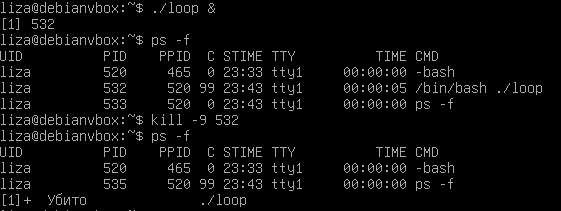 liza@debianvbox:~$ ./loop &
[1] 532
liza@debianvbox:~$ ps -f
UID PID PPID C STIME TTY TIME CMD
liza 520 465 0 23:33 tty1 00:00:00 -bash
liza 532 520 99 23:43 tty1 00:00:05 /bin/bash ./loop
liza 533 520 0 23:43 tty1 00:00:00 ps -f
liza@debianvbox:~$ kill -9 532
liza@debianvbox:~$ ps -f
UID PID PPID C STIME TTY TIME CMD
liza 520 465 0 23:33 tty1 00:00:00 -bash
liza 535 520 99 23:43 tty1 00:00:00 ps -f
[1]+ Убито ./loop